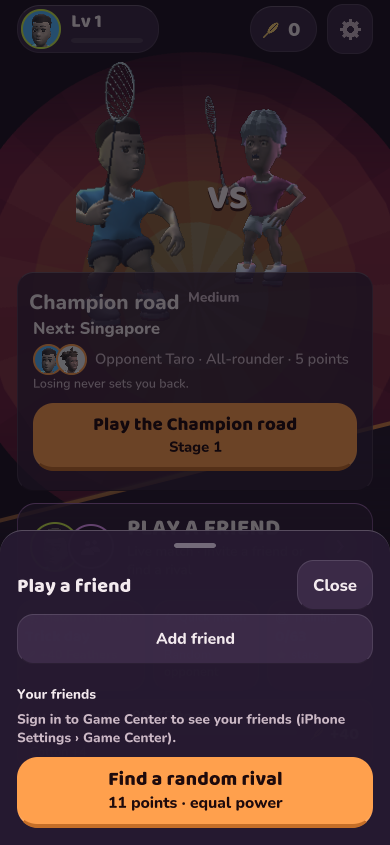 Lv 1
0
VS
Champion road Medium
Next: Singapore
Opponent Taro · All-rounder · 5 points
Losing never sets you back.
Play the Champion road
Stage 1
PLAY A FRIEND
Play a friend
Close
Add friend
Your friends
Sign in to Game Center to see your friends (iPhone
Settings › Game Center).
Find a random rival
11 points · equal power